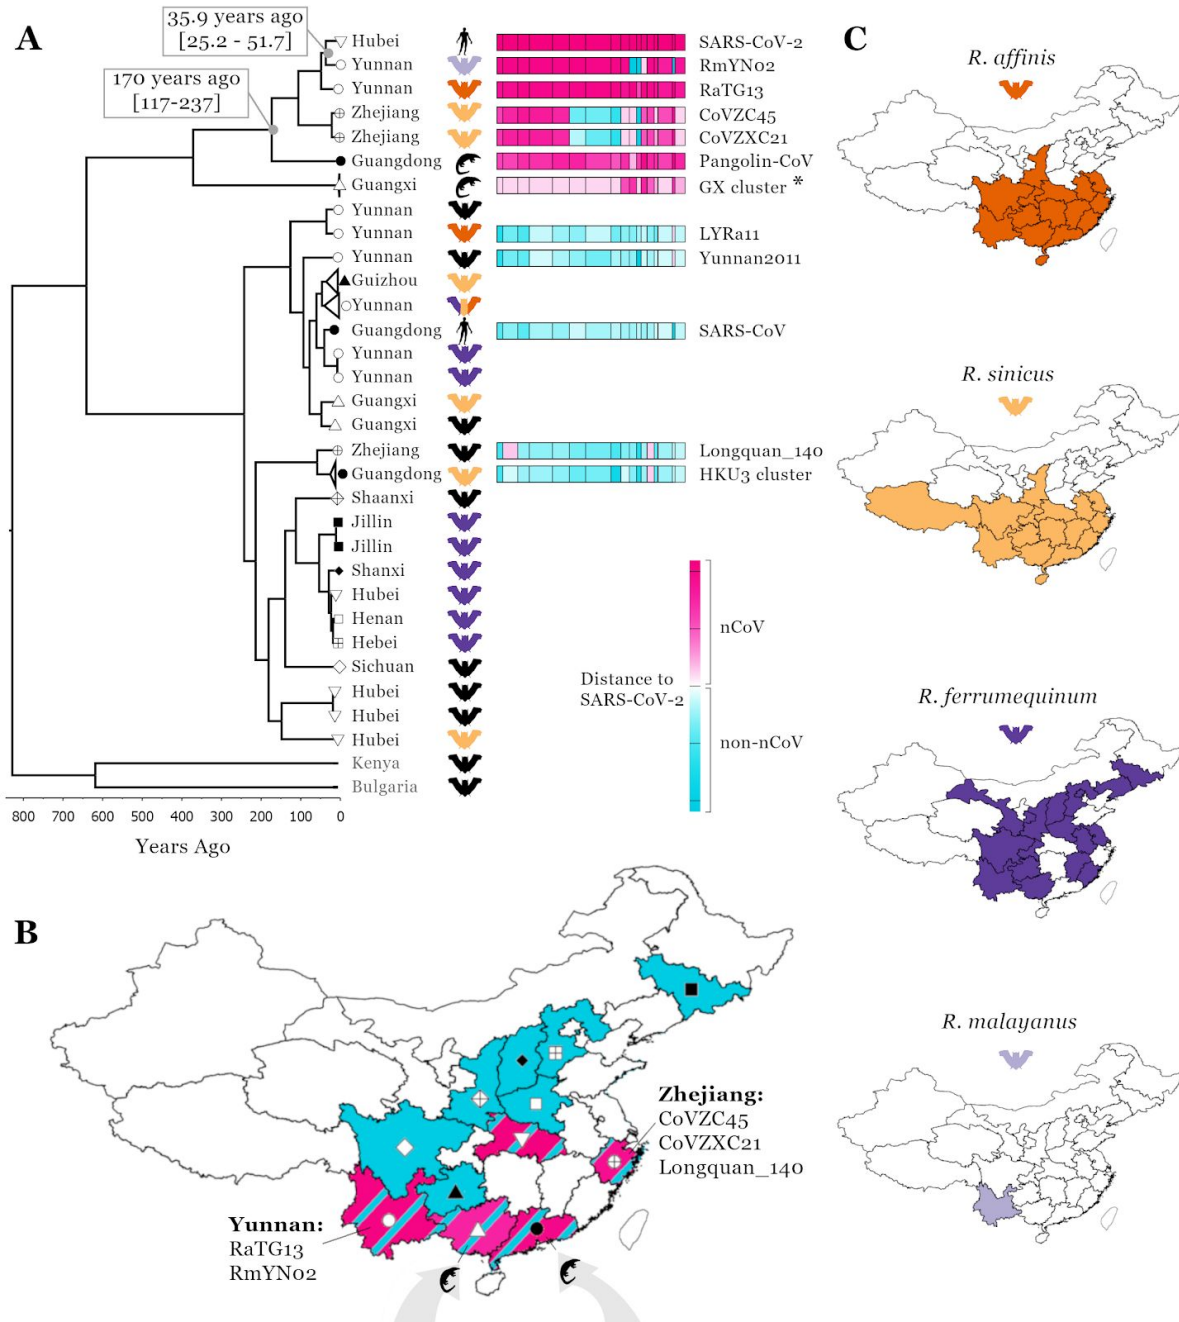 A
35.9 years ago
[25.2 - 51.7]
170 years ago
[117-237]
Hubei
SARS-CoV-2
Yunnan
RmYN02
Yunnan
RaTG13
Zhejiang
CoVZC45
Zhejiang
CoVZXC21
Guangdong
Pangolin-CoV
Guangxi
GX cluster *
Yunnan
Yunnan
LYRa11
Yunnan
Yunnan2011
Guizhou
Yunnan
Guangdong
SARS-CoV
Yunnan
Yunnan
Guangxi
Guangxi
Zhejiang
Longquan_140
Guangdong
HKU3 cluster
Shaanxi
Jillin
Jillin
Shanxi
Hubei
Henan
Hebei
Sichuan
Hubei
Hubei
Hubei
Kenya
Bulgaria
800 700 600 500 400 300 200 100 0
Years Ago
Distance to
SARS-CoV-2
nCoV
non-nCoV
B
Zhejiang:
CoVZC45
CoVZXC21
Longquan_140
Yunnan:
RaTG13
RmYN02
C
R. affinis
R. sinicus
R. ferrumequinum
R. malayanus